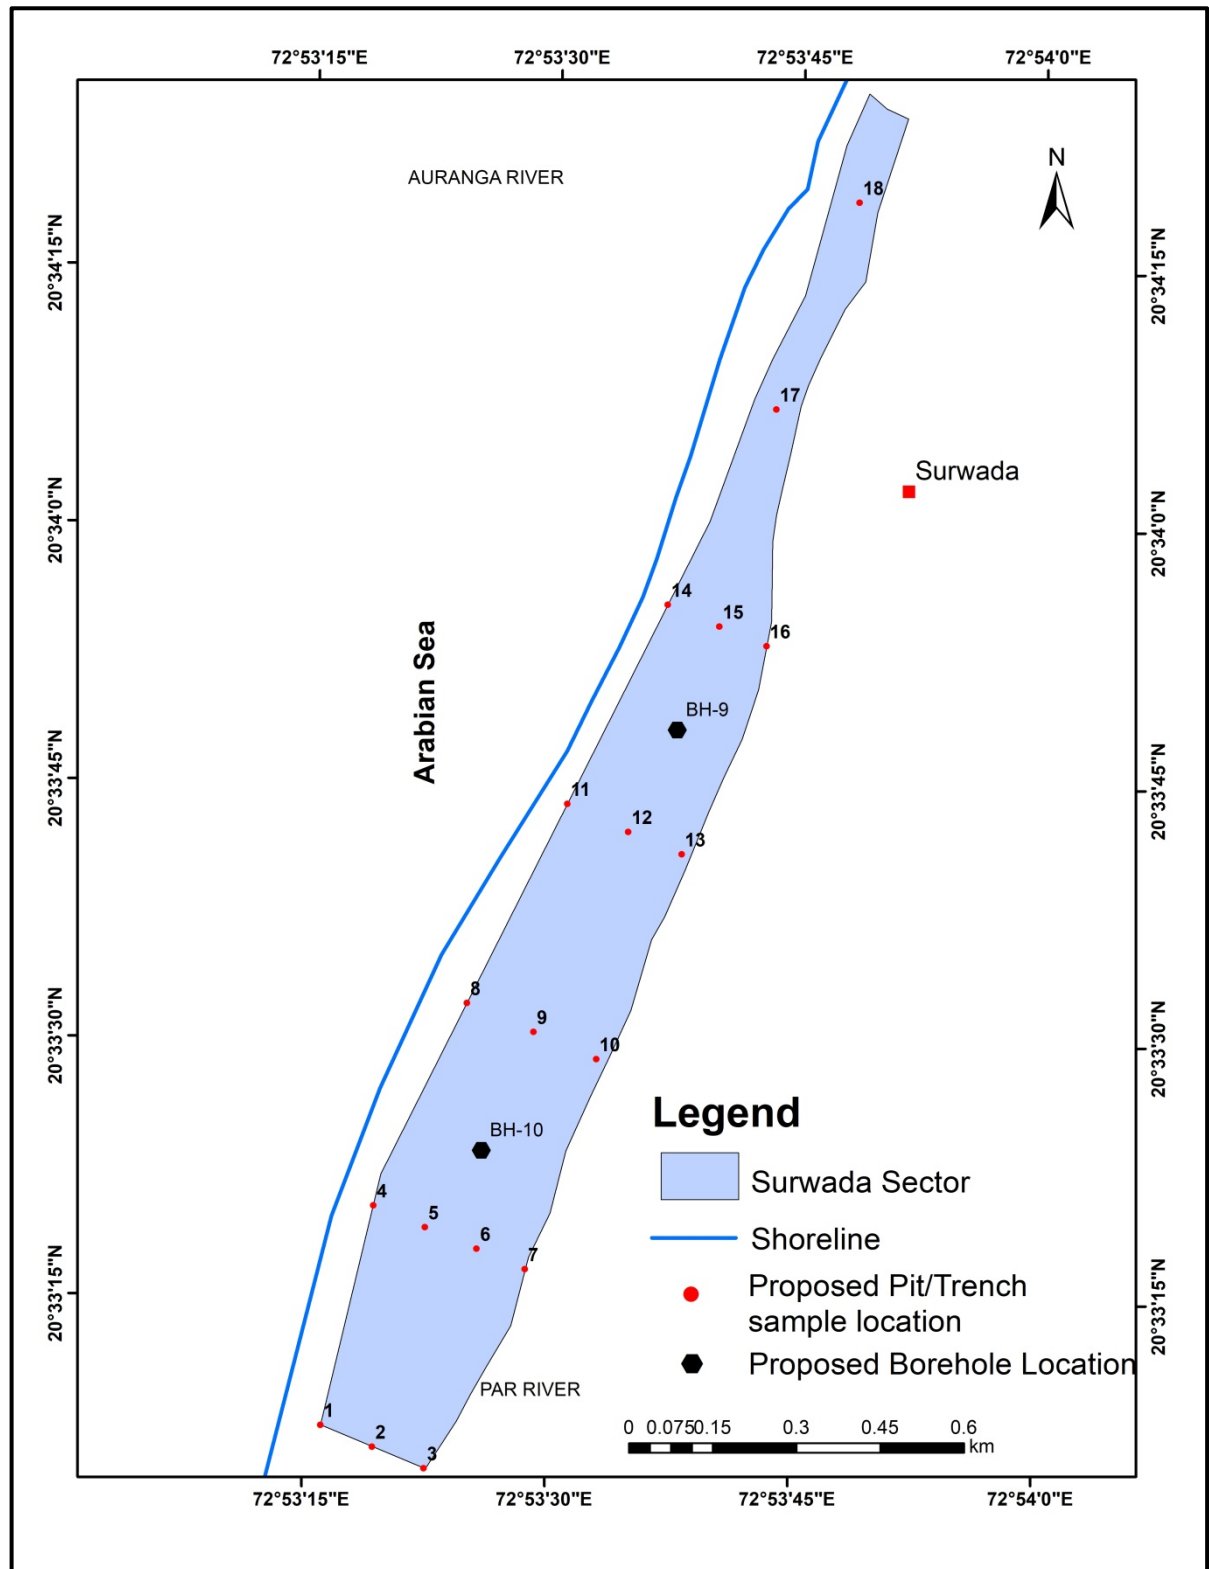 72°53'15"E 72°53'30"E 72°53'45"E 72°54'0"E
N
AURANGA RIVER
18
20°34'15"N
20°34'15"N
17
Surwada
20°34'0"N
20°34'0"N
14
15
16
Arabian Sea
BH-9
20°33'45"N
20°33'45"N
11
12
13
8
9
10
20°33'30"N
20°33'30"N
BH-10
4
5
6
7
20°33'15"N
20°33'15"N
PAR RIVER
1
2
3
Legend
Surwada Sector
Shoreline
Proposed Pit/Trench
sample location
Proposed Borehole Location
0 0.075 0.15 0.3 0.45 0.6
km
72°53'15"E 72°53'30"E 72°53'45"E 72°54'0"E